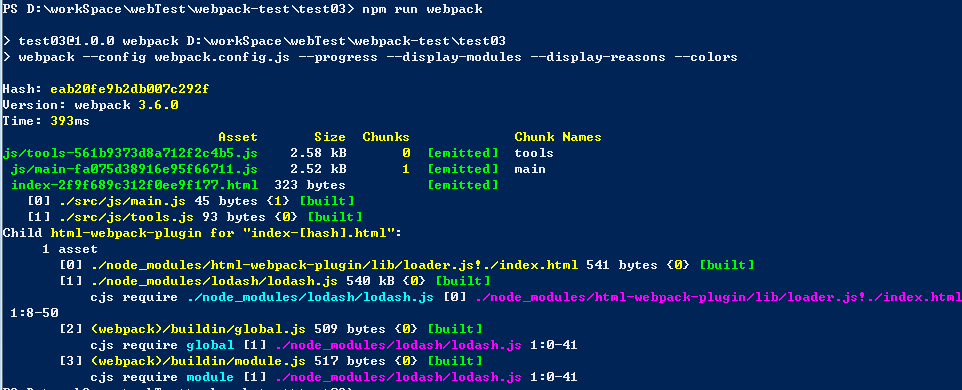 PS D:\workSpace\webTest\webpack-test\test03> npm run webpack
> test03@1.0.0 webpack D:\workSpace\webTest\webpack-test\test03
> webpack --config webpack.config.js --progress --display-modules --display-reasons --colors
Hash: eab20fe9b2db007c292f
Version: webpack 3.6.0
Time: 393ms
Asset Size Chunks Chunk Names
js/tools-561b9373d8a712f2c4b5.js 2.58 kB 0 [emitted] tools
js/main-fa075d38916e95f66711.js 2.52 kB 1 [emitted] main
index-2f9f689c312f0ee9f177.html 323 bytes [emitted]
[0] ./src/js/main.js 45 bytes {1} [built]
[1] ./src/js/tools.js 93 bytes {0} [built]
Child html-webpack-plugin for "index-[hash].html":
1 asset
[0] ./node_modules/html-webpack-plugin/lib/loader.js!./index.html 541 bytes {0} [built]
[1] ./node_modules/lodash/lodash.js 540 kB {0} [built]
cjs require ./node_modules/lodash/lodash.js [0] ./node_modules/html-webpack-plugin/lib/loader.js!./index.html
1:8-50
[2] (webpack)/buildin/global.js 509 bytes {0} [built]
cjs require global [1] ./node_modules/lodash/lodash.js 1:0-41
[3] (webpack)/buildin/module.js 517 bytes {0} [built]
cjs require module [1] ./node_modules/lodash/lodash.js 1:0-41